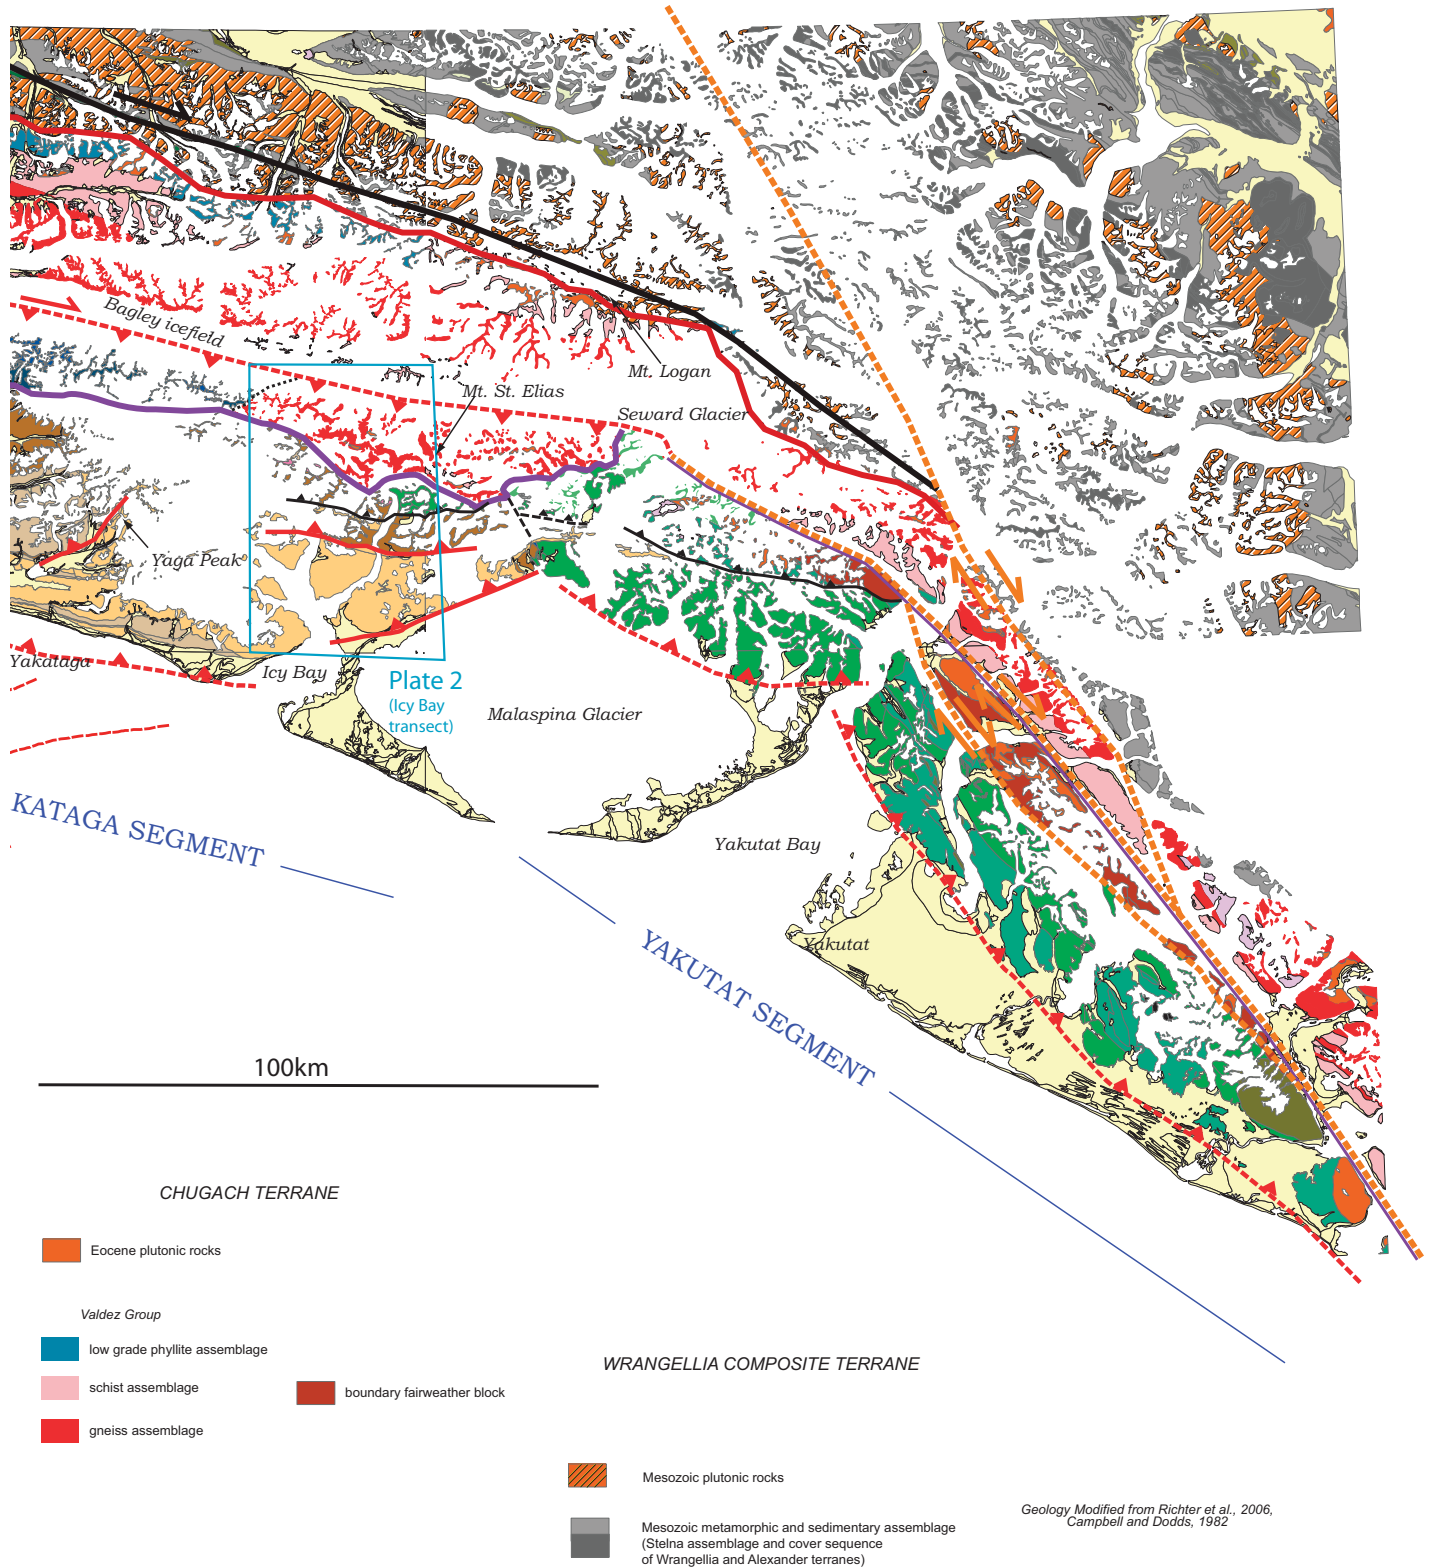 Bagley icefield
Mt. Logan
Mt. St. Elias
Seward Glacier
Yaga Peak
Yakataga
Icy Bay
Plate 2
(Icy Bay
transect)
Malaspina Glacier
KATAGA SEGMENT
Yakutat Bay
Yakutat
YAKUTAT SEGMENT
100km
CHUGACH TERRANE
Eocene plutonic rocks
Valdez Group
low grade phyllite assemblage
schist assemblage
gneiss assemblage
boundary fairweather block
WRANGELLIA COMPOSITE TERRANE
Mesozoic plutonic rocks
Mesozoic metamorphic and sedimentary assemblage
(Stelna assemblage and cover sequence
of Wrangellia and Alexander terranes)
Geology Modified from Richter et al., 2006,
Campbell and Dodds, 1982